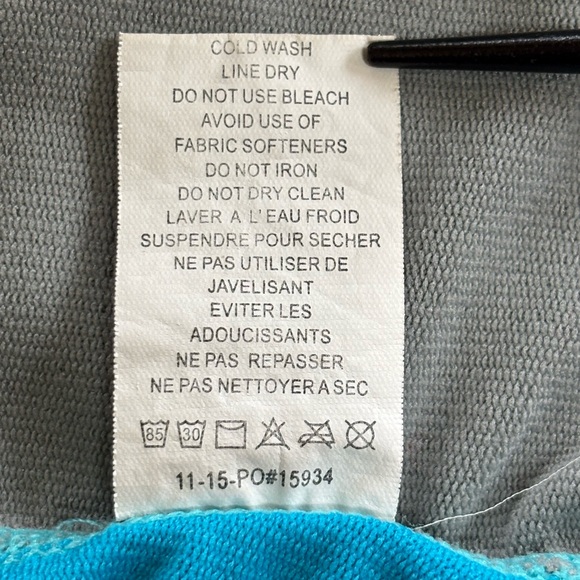 COLD WASH
LINE DRY
DO NOT USE BLEACH
AVOID USE OF
FABRIC SOFTENERS
DO NOT IRON
DO NOT DRY CLEAN
LAVER A L'EAU FROID
SUSPENDRE POUR SECHER
NE PAS UTILISER DE
JAVELISANT
EVITER LES
ADOUCISSANTS
NE PAS REPASSER
NE PAS NETTOYER A SEC
85 30
11-15-PO#15934